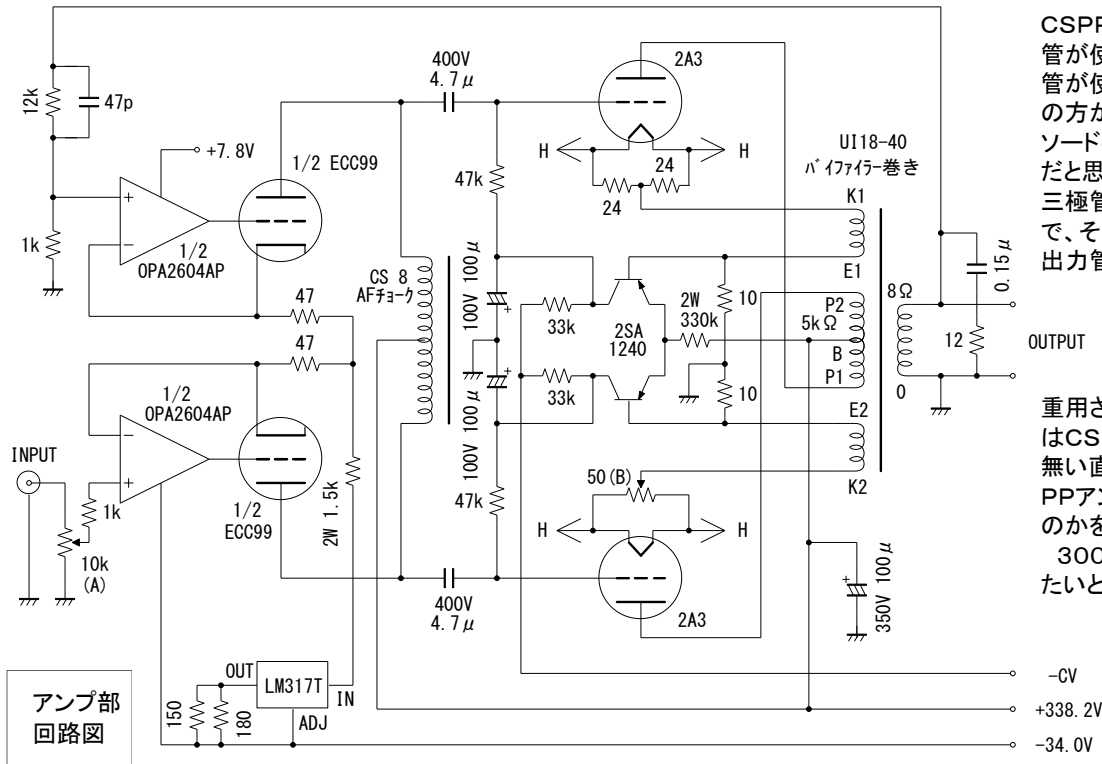 12k
47p
+7.8V
1/2 ECC99
1k
1/2
OPA2604AP
47
47
1/2
OPA2604AP
INPUT
1k
10k
(A)
1/2
ECC99
2W 1.5k
OUT
LM317T
IN
ADJ
150
180
アンプ部
回路図
400V
4.7μ
CS 8
AFチョーク
47k
100V 100μ
100V 100μ
47k
400V
4.7μ
33k
33k
2SA
1240
2W
330k
10
10
5kΩ
2A3
H
H
24
24
UI18-40
バイファイラー巻き
K1
E1
P2
B
P1
E2
K2
8Ω
0
0.15μ
12
OUTPUT
50(B)
H
H
2A3
350V 100μ
-CV
+338.2V
-34.0V
管が使
管が使
の方が
ソード
だと思
三極管
で、そ
出力管
重用さ
はCS
無い直
PPアン
のかを
300
たいと